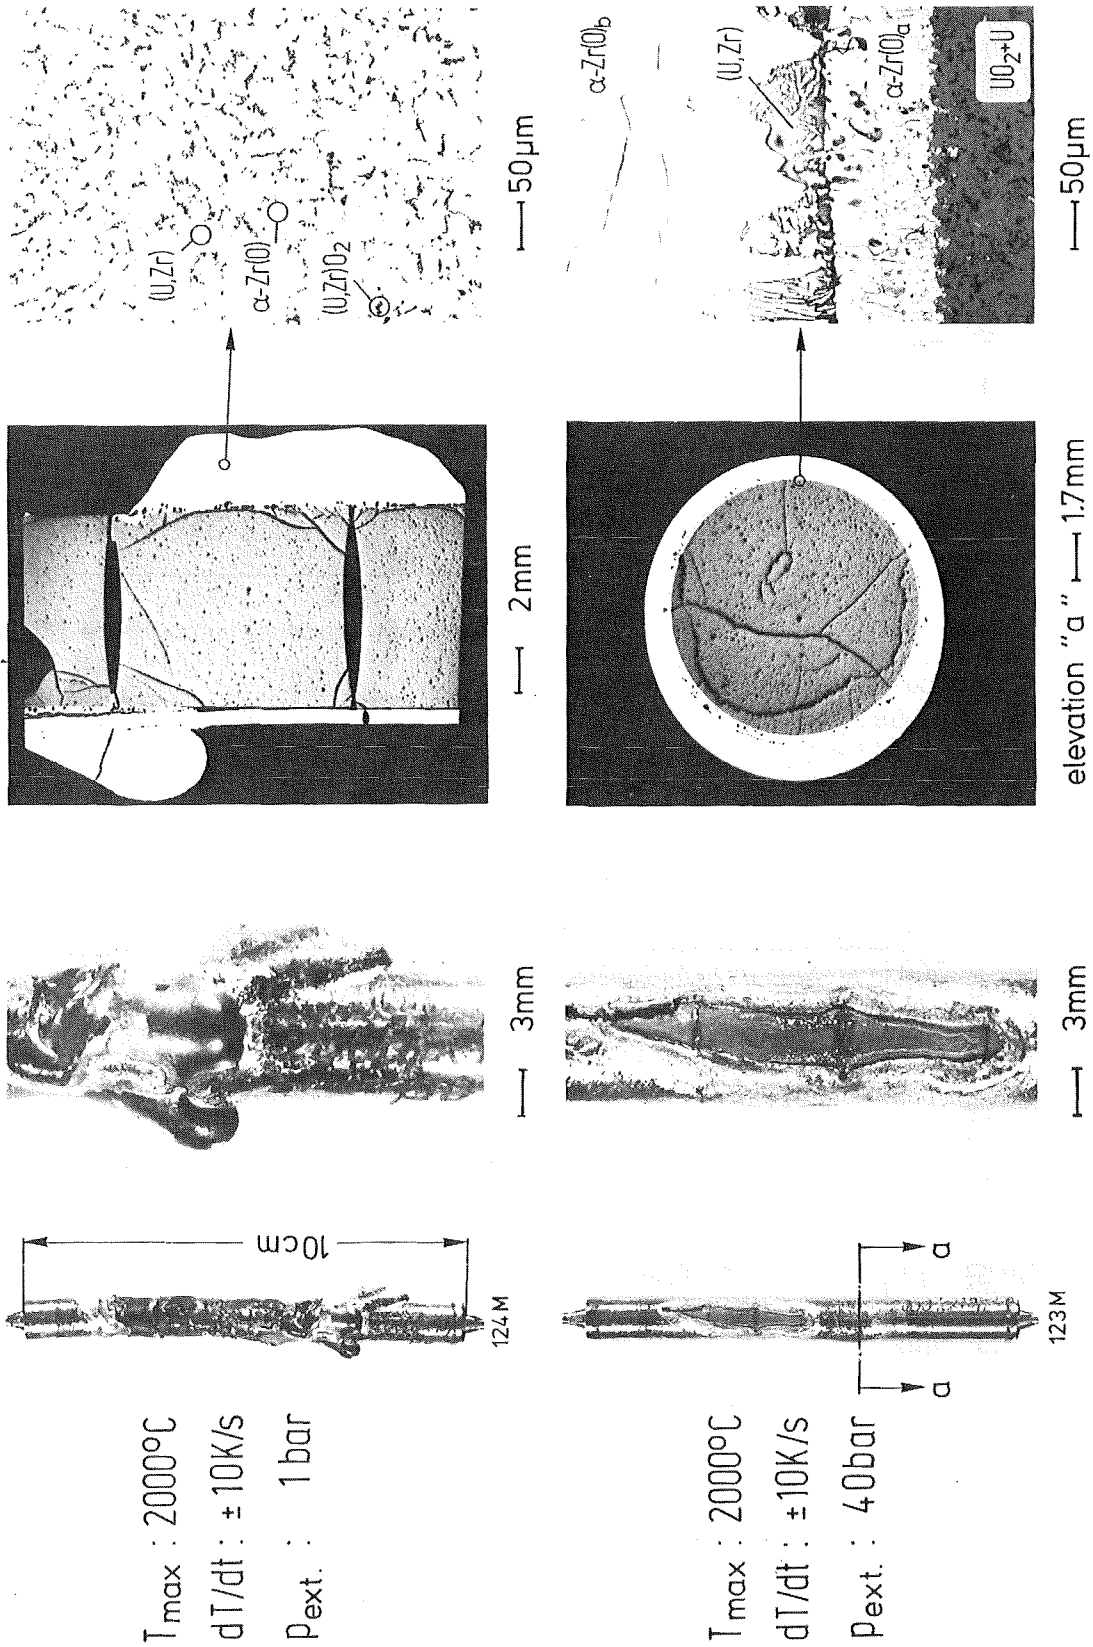 Tmax : 2000°C
dT/dt : ±10K/s
Pext. : 1bar
124M
10cm
3mm
2mm
(U,Zr)
α-Zr(O)
(U,Zr)O₂
50µm
Tmax : 2000°C
dT/dt : ±10K/s
Pext. : 40bar
a
a
123M
3mm
elevation "a"
1.7mm
α-Zr(O)b
(U,Zr)
α-Zr(O)a
UO₂+U
50µm